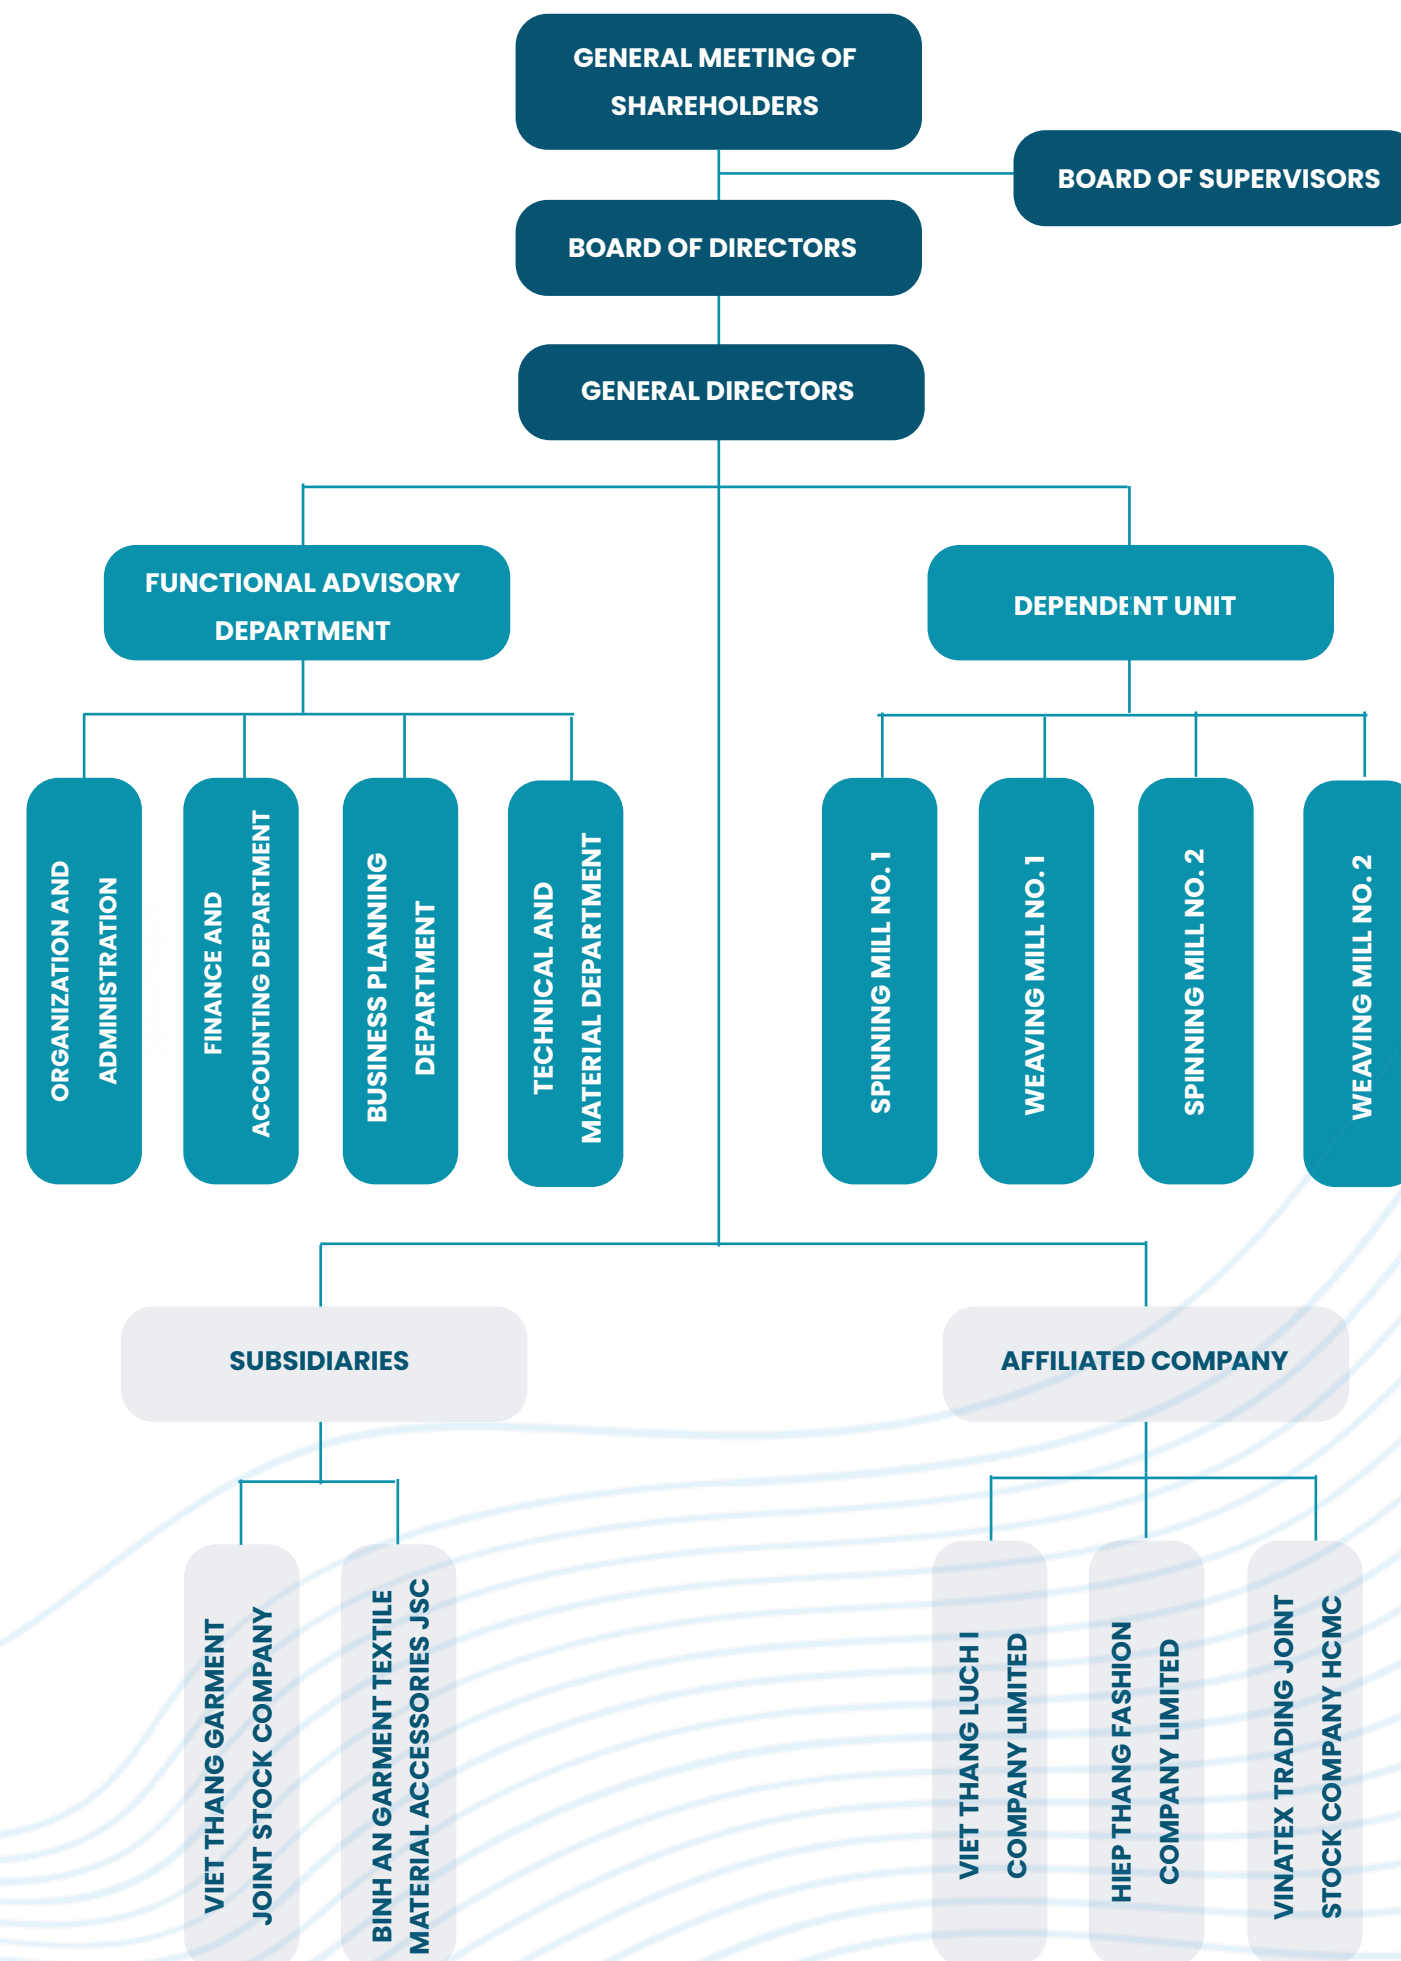 GENERAL MEETING OF
SHAREHOLDERS
BOARD OF SUPERVISORS
BOARD OF DIRECTORS
GENERAL DIRECTORS
FUNCTIONAL ADVISORY
DEPARTMENT
DEPENDENT UNIT
ORGANIZATION AND
ADMINISTRATION
FINANCE AND
ACCOUNTING DEPARTMENT
BUSINESS PLANNING
DEPARTMENT
TECHNICAL AND
MATERIAL DEPARTMENT
SPINNING MILL NO. 1
WEAVING MILL NO. 1
SPINNING MILL NO. 2
WEAVING MILL NO. 2
SUBSIDIARIES
AFFILIATED COMPANY
VIET THANG GARMENT
JOINT STOCK COMPANY
BINH AN GARMENT TEXTILE
MATERIAL ACCESSORIES JSC
VIET THANG LUCH I
COMPANY LIMITED
HIEP THANG FASHION
COMPANY LIMITED
VINATEX TRADING JOINT
STOCK COMPANY HCMC